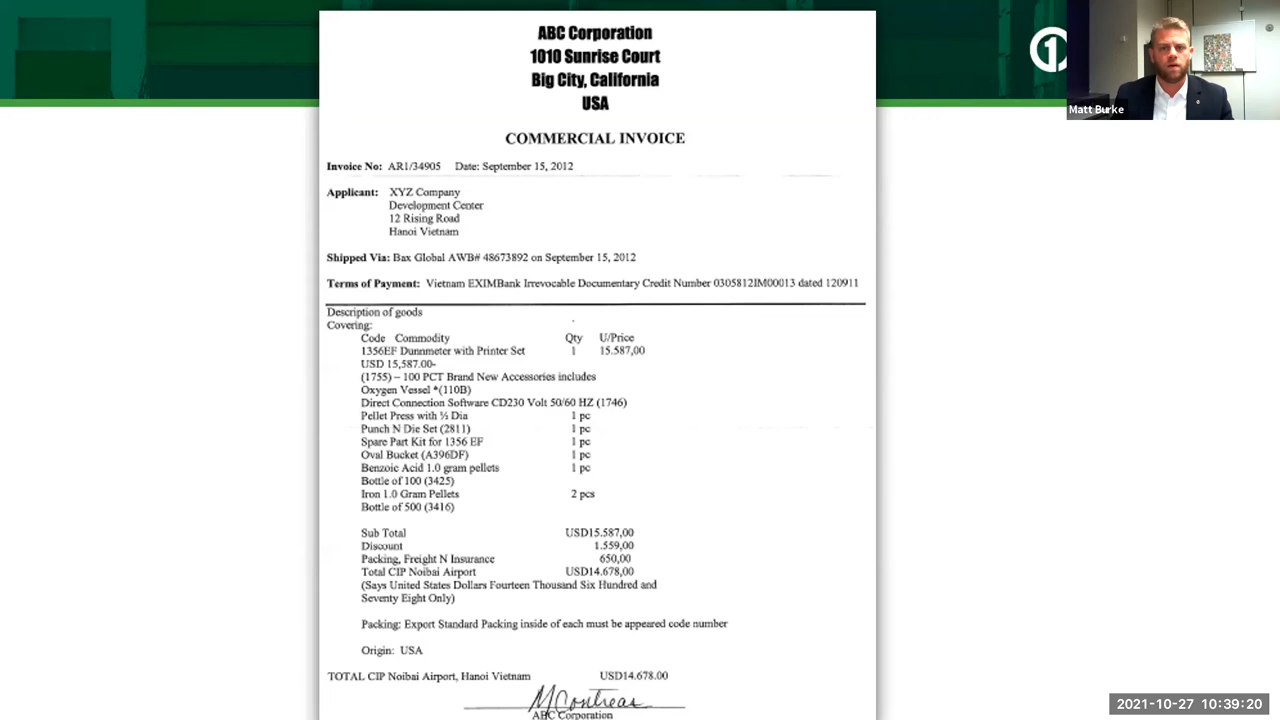 ABC Corporation
1010 Sunrise Court
Big City, California
USA
COMMERCIAL INVOICE
Invoice No: AR1/34905 Date: September 15, 2012
Applicant: XYZ Company
Development Center
12 Rising Road
Hanoi Vietnam
Shipped Via: Bax Global AWB# 48673892 on September 15, 2012
Terms of Payment: Vietnam EXIMBank Irrevocable Documentary Credit Number 0305812IM00013 dated 120911
Description of goods
Covering:
Code Commodity Qty U/Price
1356EF Dunnmeter with Printer Set 1 15.587,00
USD 15,587.00-
(1755) – 100 PCT Brand New Accessories includes
Oxygen Vessel *(110B)
Direct Connection Software CD230 Volt 50/60 HZ (1746)
Pellet Press with ½ Dia 1 pc
Punch N Die Set (2811) 1 pc
Spare Part Kit for 1356 EF 1 pc
Oval Bucket (A396DF) 1 pc
Benzoic Acid 1.0 gram pellets 1 pc
Bottle of 100 (3425)
Iron 1.0 Gram Pellets 2 pcs
Bottle of 500 (3416)
Sub Total USD15.587,00
Discount 1.559,00
Packing, Freight N Insurance 650,00
Total CIP Noibai Airport USD14.678,00
(Says United States Dollars Fourteen Thousand Six Hundred and
Seventy Eight Only)
Packing: Export Standard Packing inside of each must be appeared code number
Origin: USA
TOTAL CIP Noibai Airport, Hanoi Vietnam USD14.678.00
M Contreas
ABC Corporation
1
Matt Burke
2021-10-27 10:39:20